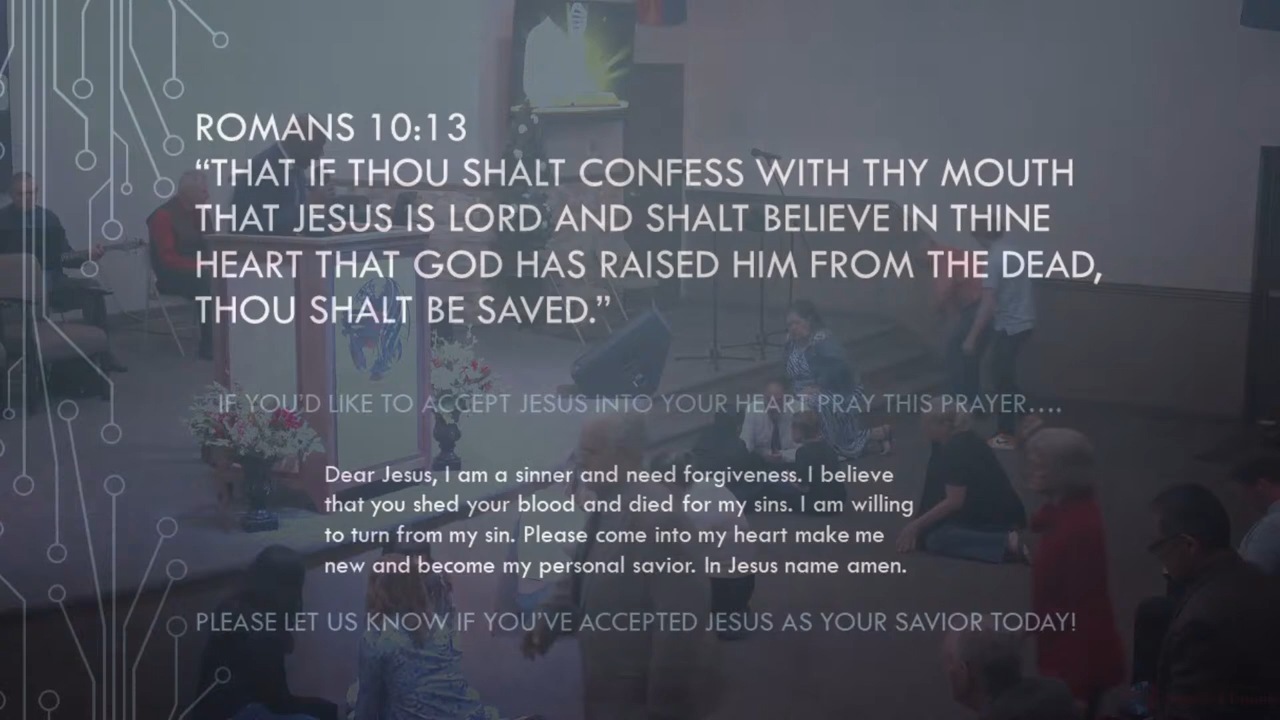 ROMANS 10:13
“THAT IF THOU SHALT CONFESS WITH THY MOUTH
THAT JESUS IS LORD AND SHALT BELIEVE IN THINE
HEART THAT GOD HAS RAISED HIM FROM THE DEAD,
THOU SHALT BE SAVED.”
IF YOU’D LIKE TO ACCEPT JESUS INTO YOUR HEART PRAY THIS PRAYER….
Dear Jesus, I am a sinner and need forgiveness. I believe
that you shed your blood and died for my sins. I am willing
to turn from my sin. Please come into my heart make me
new and become my personal savior. In Jesus name amen.
PLEASE LET US KNOW IF YOU’VE ACCEPTED JESUS AS YOUR SAVIOR TODAY!